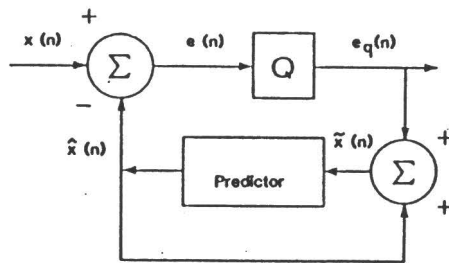 +
x (n) e (n) e_q(n)
Σ Q
−
x̂ (n) x̃ (n) +
Predictor Σ
+